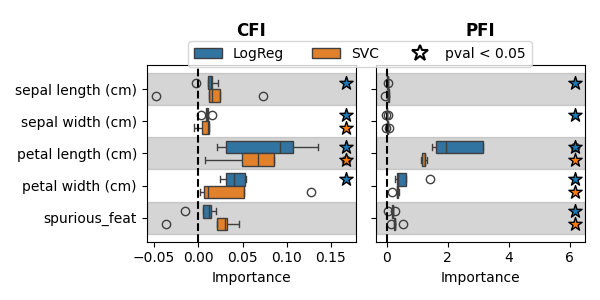 CFI
PFI
LogReg
SVC
pval < 0.05
sepal length (cm)
sepal width (cm)
petal length (cm)
petal width (cm)
spurious_feat
−0.05 0.00 0.05 0.10 0.15
0 2 4 6
Importance
Importance